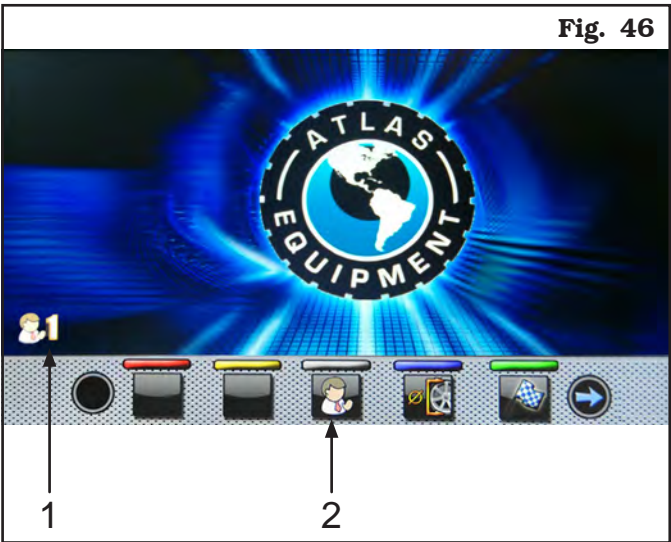 Fig. 46
ATLAS
EQUIPMENT
1
1
2